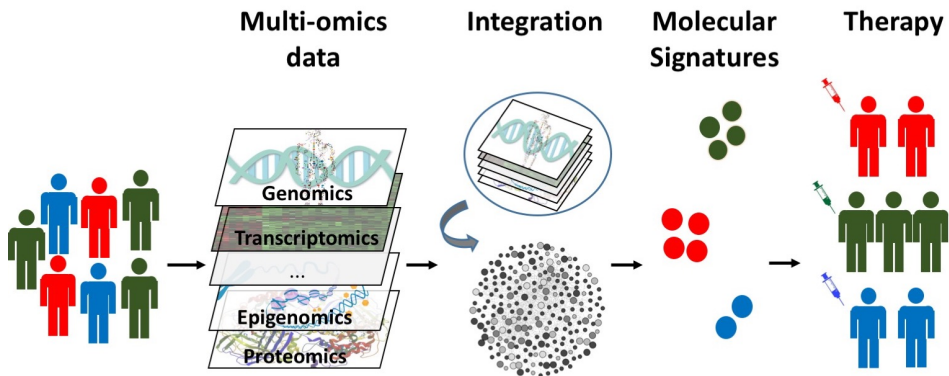 Multi-omics
data
Integration
Molecular
Signatures
Therapy
Genomics
Transcriptomics
...
Epigenomics
Proteomics